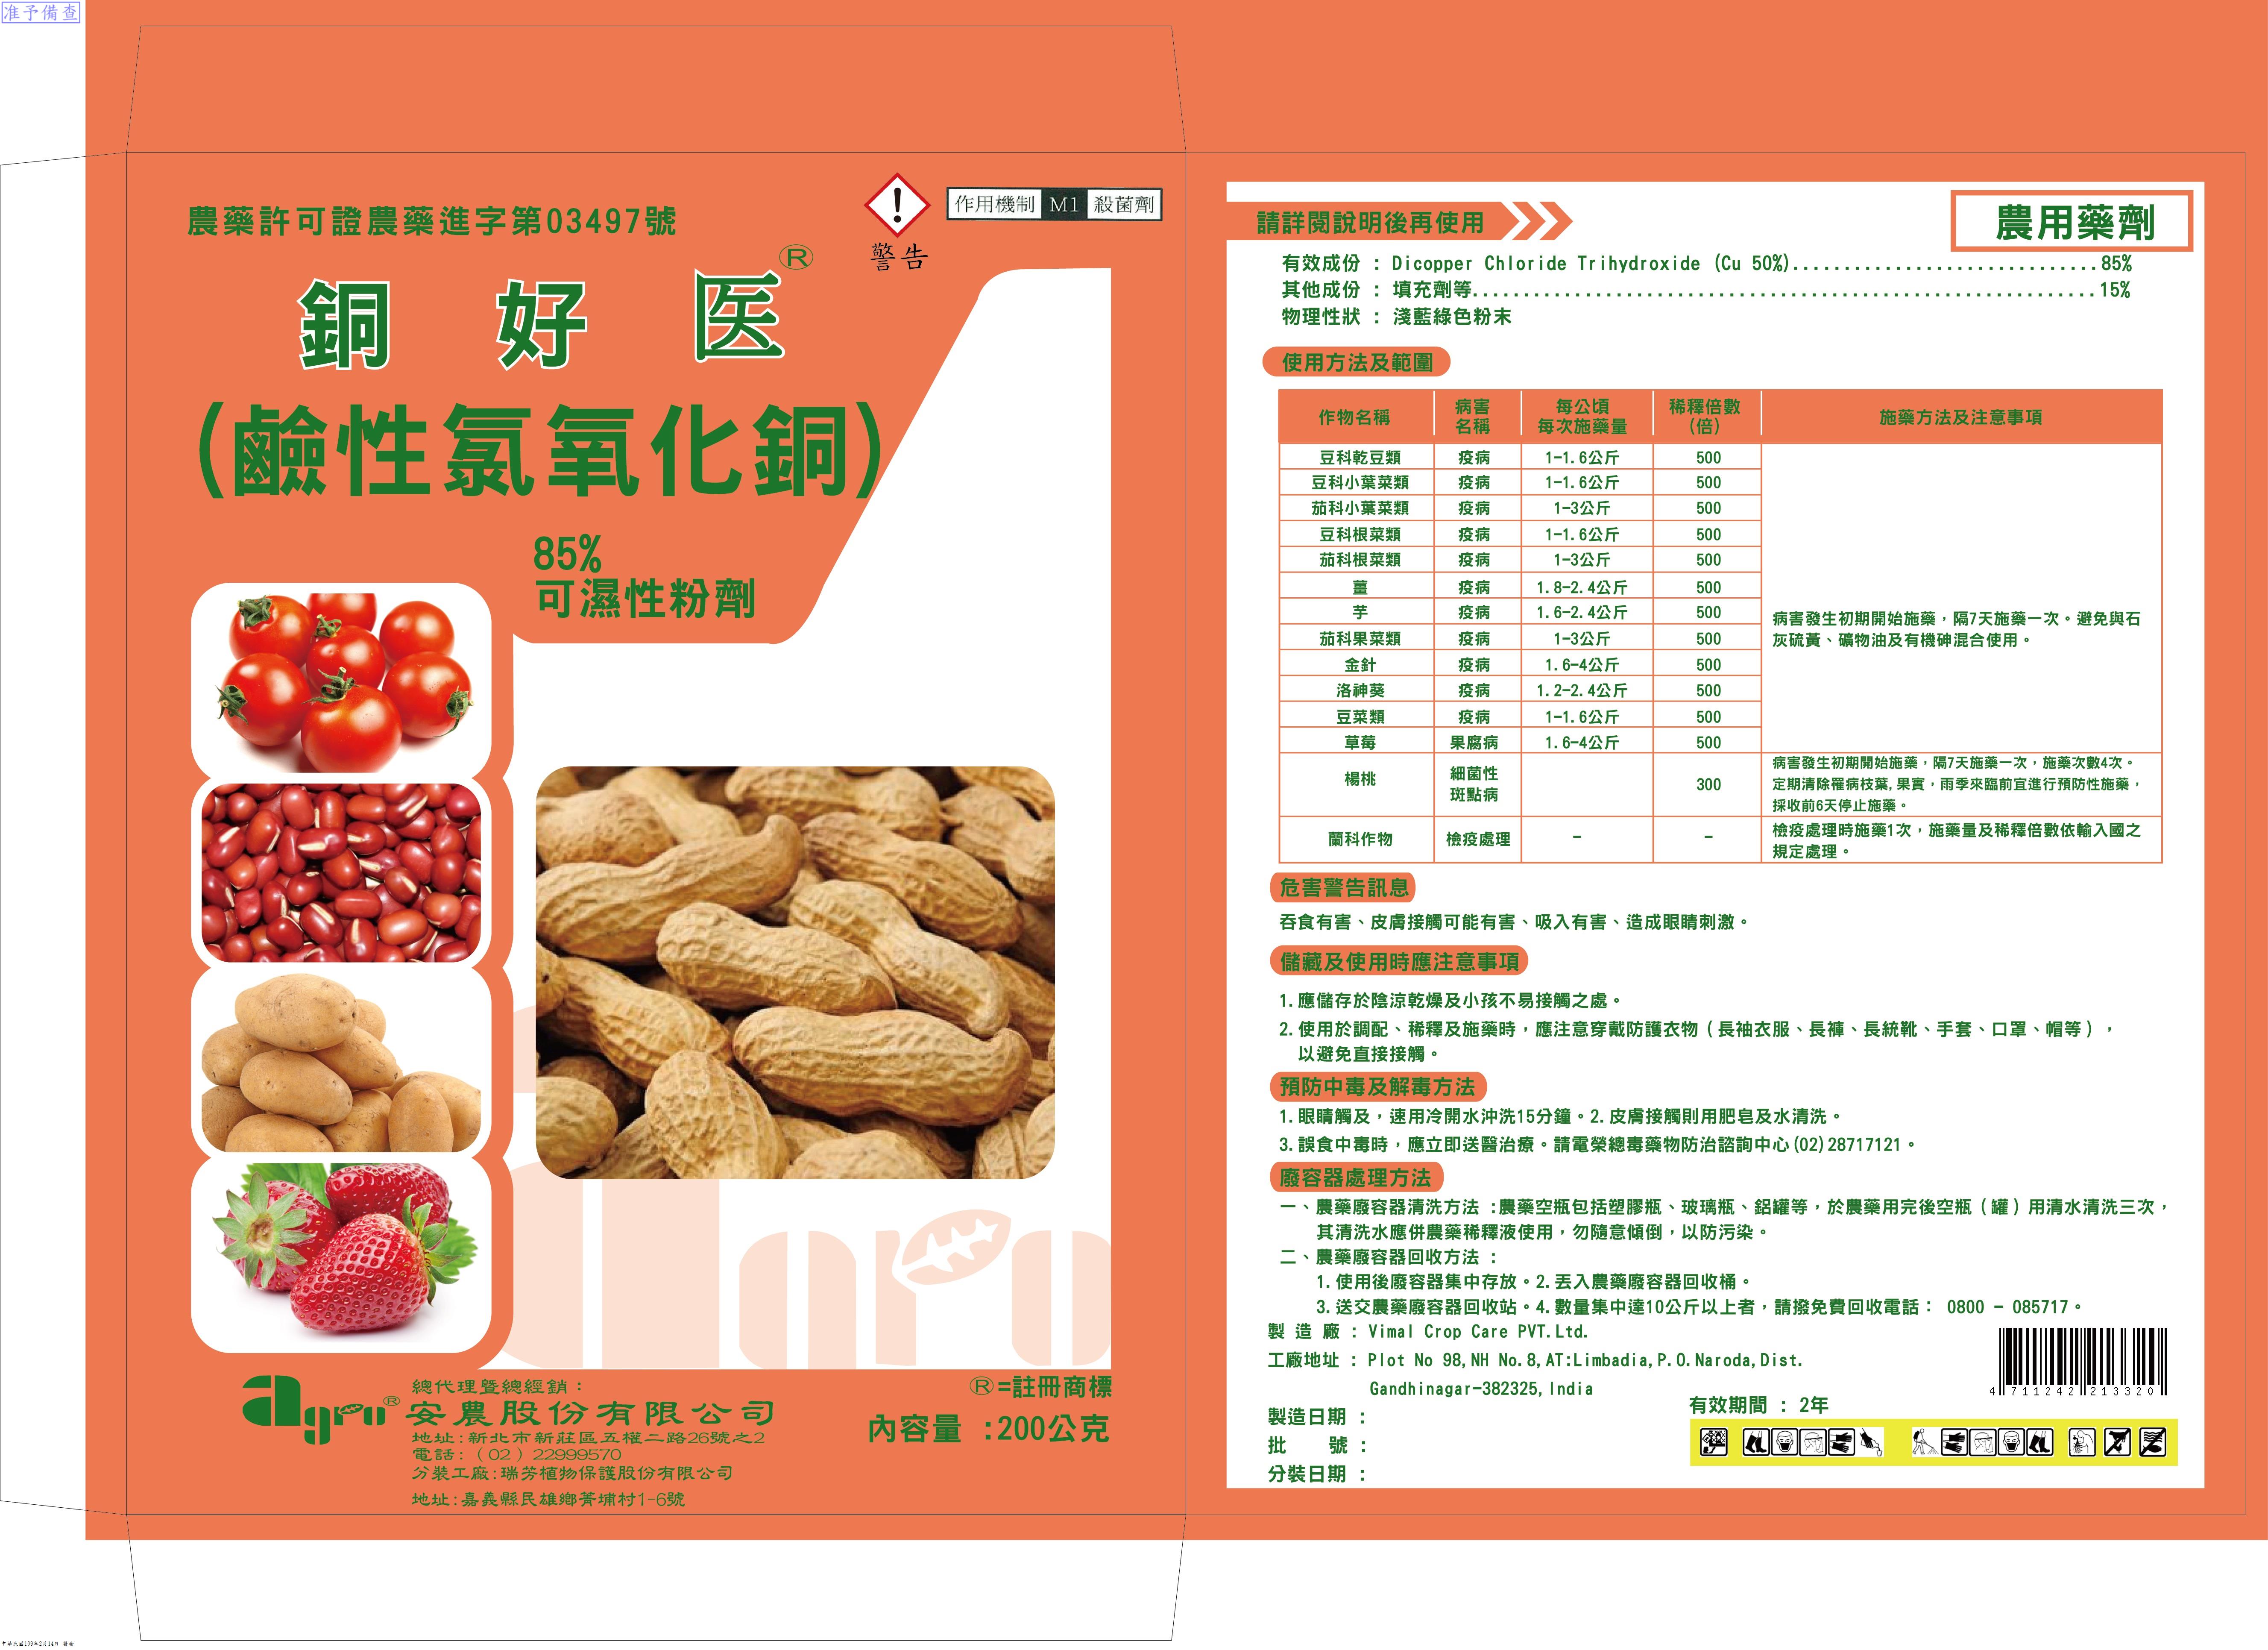 准予備查
農藥許可證農藥進字第03497號
警告
作用機制 M1 殺菌劑
銅好医®
(鹼性氯氧化銅)
85%
可濕性粉劑
agro
agro®
總代理暨總經銷：
安農股份有限公司
地址:新北市新莊區五權二路26號之2
電話：（02）22999570
分裝工廠:瑞芳植物保護股份有限公司
地址:嘉義縣民雄鄉菁埔村1-6號
®=註冊商標
內容量 :200公克
請詳閱說明後再使用
農用藥劑
有效成份 : Dicopper Chloride Trihydroxide (Cu 50%)..............................85%
其他成份 : 填充劑等.............................................................15%
物理性狀 : 淺藍綠色粉末
使用方法及範圍
作物名稱 病害名稱 每公頃每次施藥量 稀釋倍數(倍) 施藥方法及注意事項
豆科乾豆類 疫病 1-1.6公斤 500
豆科小葉菜類 疫病 1-1.6公斤 500
茄科小葉菜類 疫病 1-3公斤 500
豆科根菜類 疫病 1-1.6公斤 500
茄科根菜類 疫病 1-3公斤 500
薑 疫病 1.8-2.4公斤 500
芋 疫病 1.6-2.4公斤 500
茄科果菜類 疫病 1-3公斤 500
金針 疫病 1.6-4公斤 500
洛神葵 疫病 1.2-2.4公斤 500
豆菜類 疫病 1-1.6公斤 500
草莓 果腐病 1.6-4公斤 500
病害發生初期開始施藥，隔7天施藥一次。避免與石
灰硫黃、礦物油及有機砷混合使用。
楊桃 細菌性斑點病 300
病害發生初期開始施藥，隔7天施藥一次，施藥次數4次。
定期清除罹病枝葉,果實，雨季來臨前宜進行預防性施藥，
採收前6天停止施藥。
蘭科作物 檢疫處理 - -
檢疫處理時施藥1次，施藥量及稀釋倍數依輸入國之
規定處理。
危害警告訊息
吞食有害、皮膚接觸可能有害、吸入有害、造成眼睛刺激。
儲藏及使用時應注意事項
1.應儲存於陰涼乾燥及小孩不易接觸之處。
2.使用於調配、稀釋及施藥時，應注意穿戴防護衣物（長袖衣服、長褲、長統靴、手套、口罩、帽等），
以避免直接接觸。
預防中毒及解毒方法
1.眼睛觸及，速用冷開水沖洗15分鐘。2.皮膚接觸則用肥皂及水清洗。
3.誤食中毒時，應立即送醫治療。請電榮總毒藥物防治諮詢中心(02)28717121。
廢容器處理方法
一、農藥廢容器清洗方法 :農藥空瓶包括塑膠瓶、玻璃瓶、鋁罐等，於農藥用完後空瓶（罐）用清水清洗三次，
其清洗水應併農藥稀釋液使用，勿隨意傾倒，以防污染。
二、農藥廢容器回收方法 :
1.使用後廢容器集中存放。2.丟入農藥廢容器回收桶。
3.送交農藥廢容器回收站。4.數量集中達10公斤以上者，請撥免費回收電話： 0800 - 085717。
製 造 廠 : Vimal Crop Care PVT.Ltd.
工廠地址 : Plot No 98,NH No.8,AT:Limbadia,P.O.Naroda,Dist.
Gandhinagar-382325,India
製造日期 :
批 號 :
分裝日期 :
4 711242 213320
有效期間 : 2年
中華民國109年2月14日 簽發